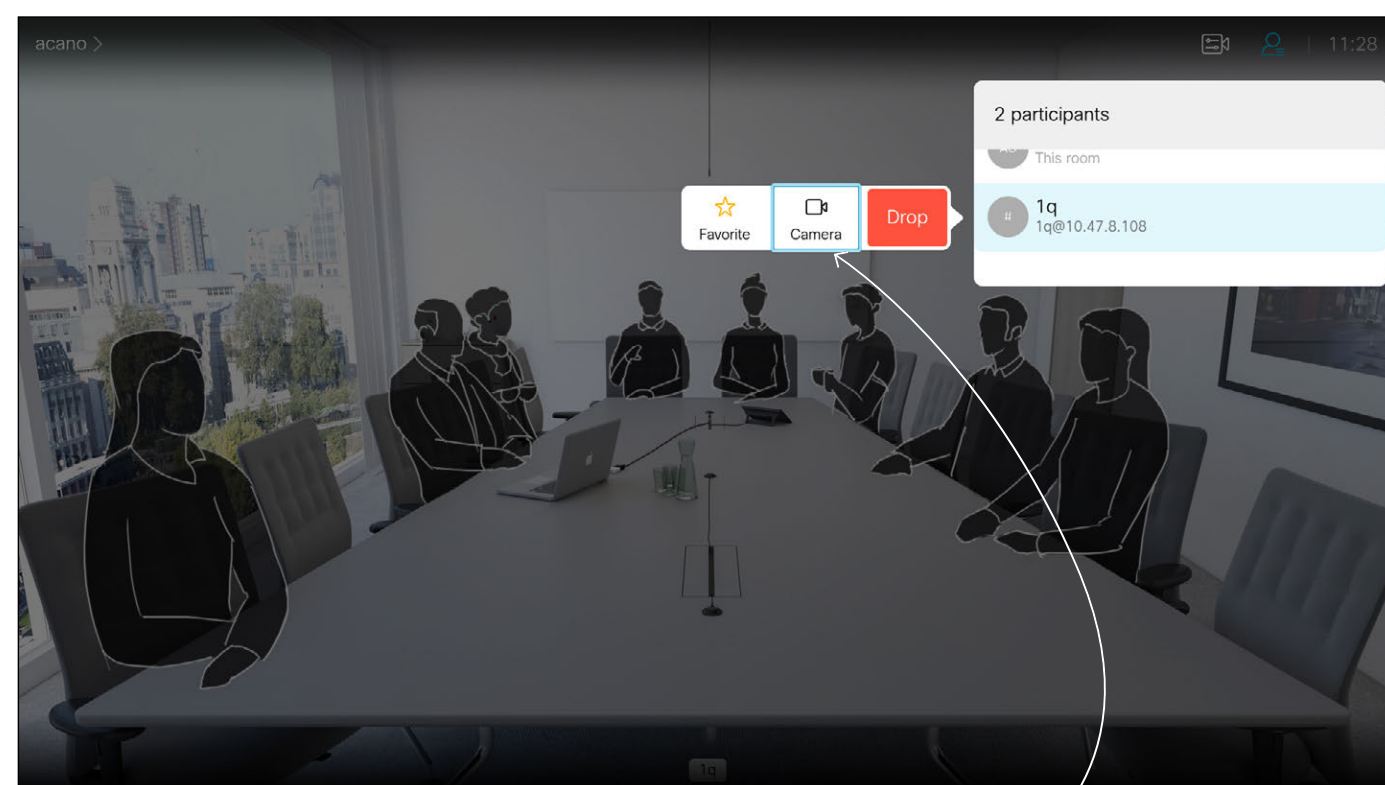 acano >
11:28
2 participants
This room
1q
1q@10.47.8.108
#
Favorite
Camera
Drop
1q